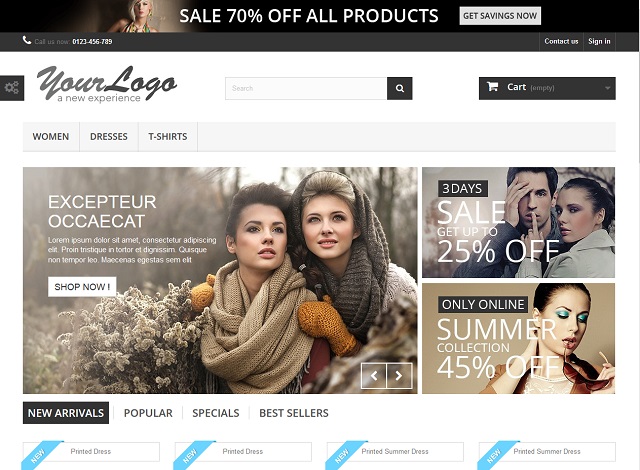 SALE 70% OFF ALL PRODUCTS GET SAVINGS NOW
Call us now: 0123-456-789 Contact us Sign in
YourLogo
a new experience
Search
Cart (empty)
WOMEN DRESSES T-SHIRTS
EXCEPTEUR
OCCAECAT
Lorem ipsum dolor sit amet, consectetur adipiscing
elit. Proin tristique in tortor et dignissim. Quisque
non tempor leo. Maecenas egestas sem elit
SHOP NOW !
3 DAYS
SALE
GET UP TO
25% OFF
ONLY ONLINE
SUMMER
COLLECTION
45% OFF
NEW ARRIVALS POPULAR SPECIALS BEST SELLERS
NEW Printed Dress NEW Printed Dress NEW Printed Summer Dress NEW Printed Summer Dress